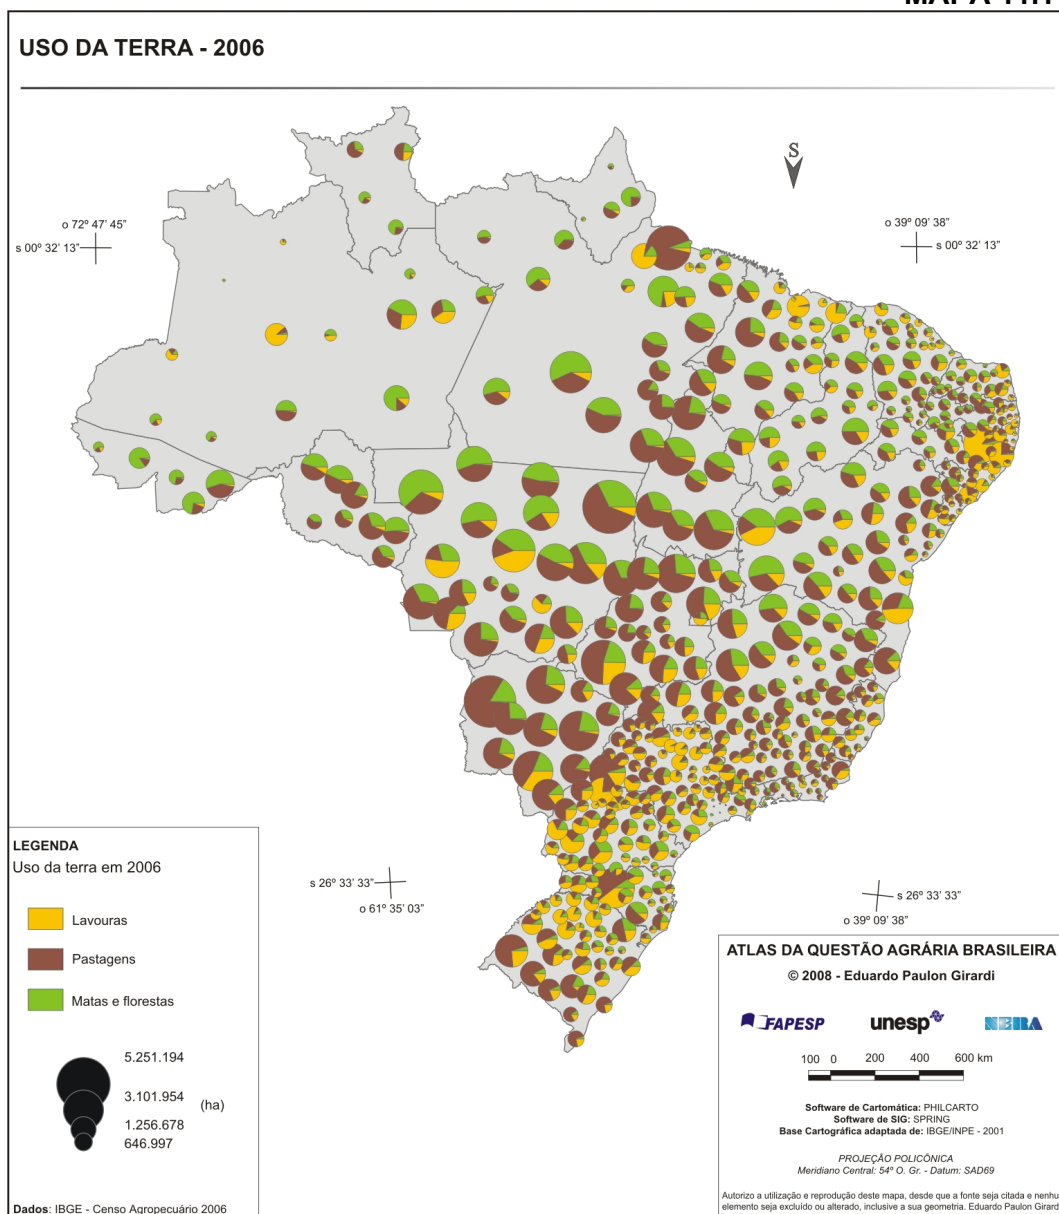 USO DA TERRA - 2006
S
o 72º 47' 45"
s 00º 32' 13"
o 39º 09' 38"
s 00º 32' 13"
LEGENDA
Uso da terra em 2006
Lavouras
Pastagens
Matas e florestas
5.251.194
3.101.954
(ha)
1.256.678
646.997
Dados: IBGE - Censo Agropecuário 2006
s 26º 33' 33"
o 61º 35' 03"
s 26º 33' 33"
o 39º 09' 38"
ATLAS DA QUESTÃO AGRÁRIA BRASILEIRA
© 2008 - Eduardo Paulon Girardi
FAPESP unesp NERA
100 0 200 400 600 km
Software de Cartomática: PHILCARTO
Software de SIG: SPRING
Base Cartográfica adaptada de: IBGE/INPE - 2001
PROJEÇÃO POLICÔNICA
Meridiano Central: 54º O. Gr. - Datum: SAD69
Autorizo a utilização e reprodução deste mapa, desde que a fonte seja citada e nenhu
elemento seja excluído ou alterado, inclusive a sua geometria. Eduardo Paulon Girard